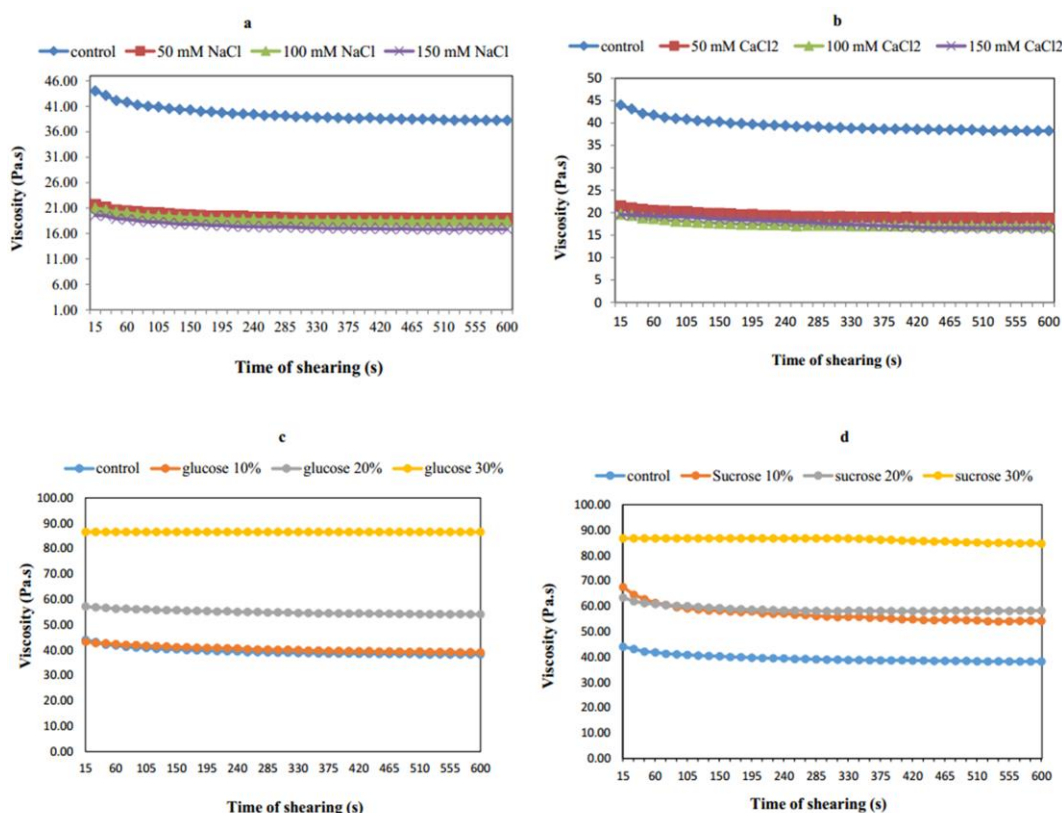 a
control 50 mM NaCl 100 mM NaCl 150 mM NaCl
46.00
41.00
36.00
31.00
26.00
21.00
16.00
11.00
6.00
1.00
Viscosity (Pa.s)
15 60 105 150 195 240 285 330 375 420 465 510 555 600
Time of shearing (s)
b
control 50 mM CaCl2 100 mM CaCl2 150 mM CaCl2
50
45
40
35
30
25
20
15
10
5
0
Viscosity (Pa.s)
15 60 105 150 195 240 285 330 375 420 465 510 555 600
Time of shearing (s)
c
control glucose 10% glucose 20% glucose 30%
100.00
90.00
80.00
70.00
60.00
50.00
40.00
30.00
20.00
10.00
0.00
Viscosity (Pa.s)
15 60 105 150 195 240 285 330 375 420 465 510 555 600
Time of shearing (s)
d
control Sucrose 10% sucrose 20% sucrose 30%
100.00
90.00
80.00
70.00
60.00
50.00
40.00
30.00
20.00
10.00
0.00
Viscosity (Pa.s)
15 60 105 150 195 240 285 330 375 420 465 510 555 600
Time of shearing (s)